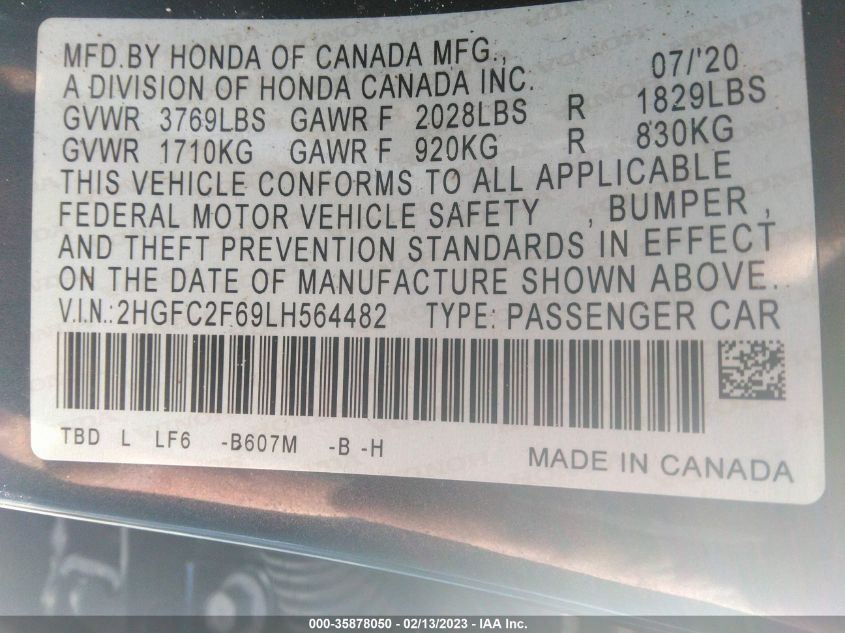 MFD.BY HONDA OF CANADA MFG., 07/'20
A DIVISION OF HONDA CANADA INC.
GVWR 3769LBS GAWR F 2028LBS R 1829LBS
GVWR 1710KG GAWR F 920KG R 830KG
THIS VEHICLE CONFORMS TO ALL APPLICABLE
FEDERAL MOTOR VEHICLE SAFETY , BUMPER ,
AND THEFT PREVENTION STANDARDS IN EFFECT
ON THE DATE OF MANUFACTURE SHOWN ABOVE.
V.I.N.:2HGFC2F69LH564482 TYPE: PASSENGER CAR
TBD L LF6 -B607M -B -H
MADE IN CANADA
000-35878050 — 02/13/2023 — IAA Inc.